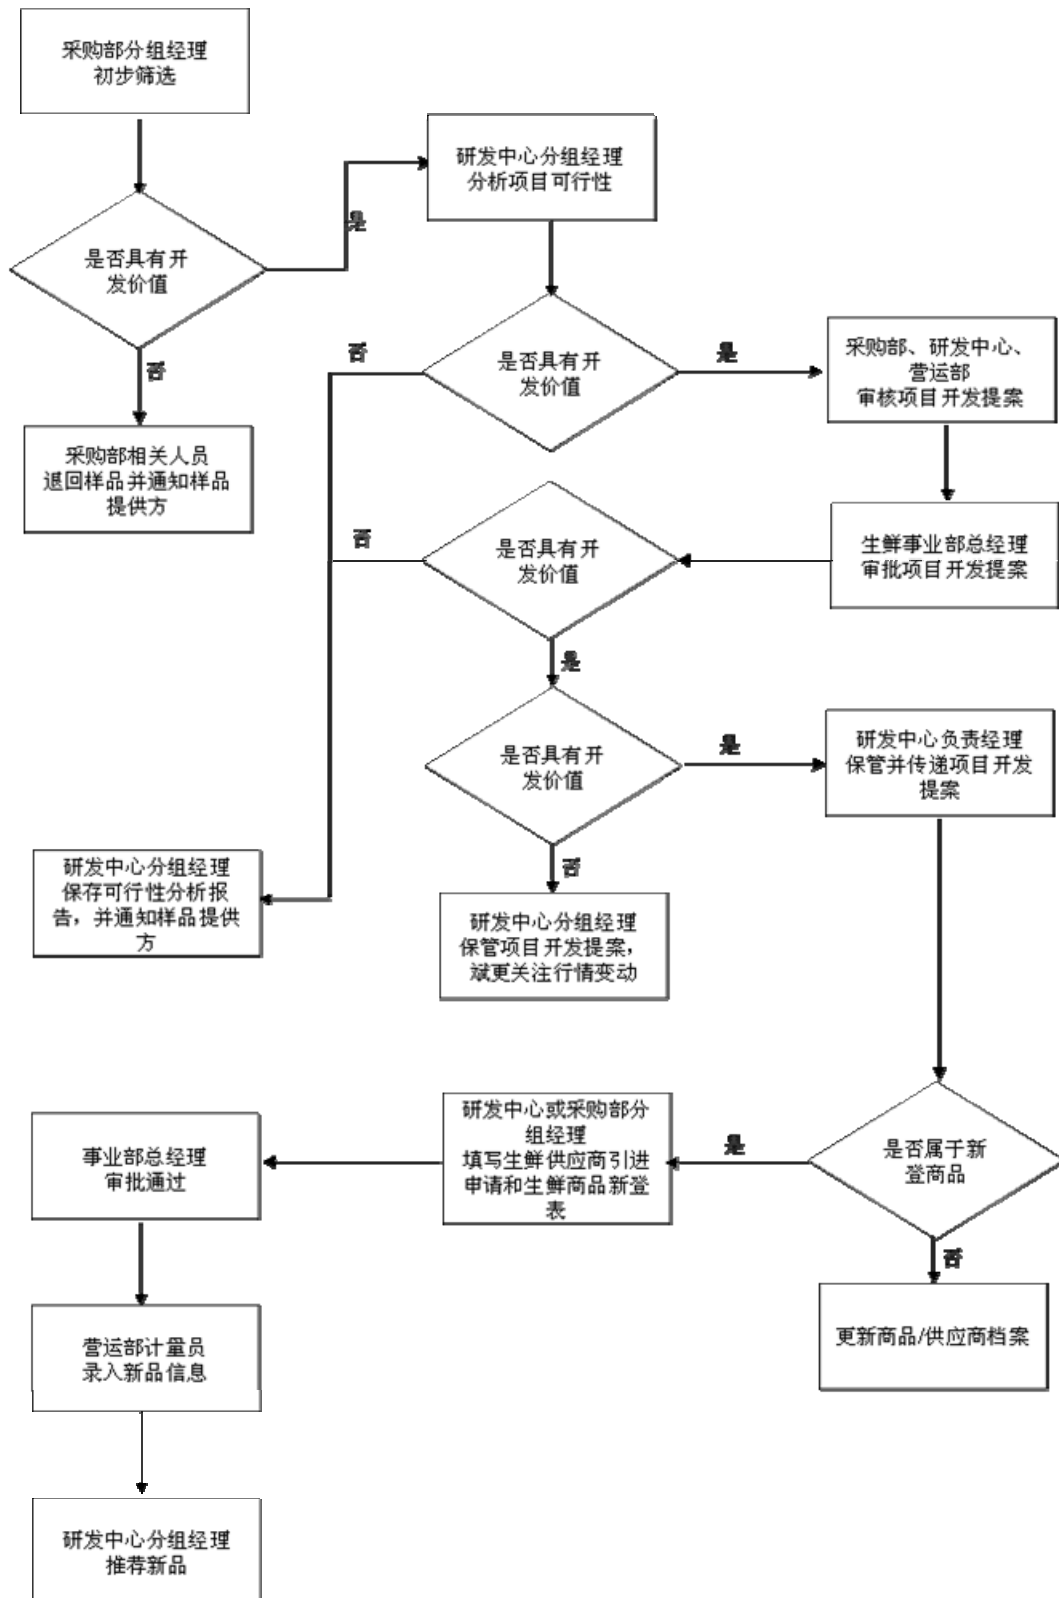 采购部分组经理
初步筛选
是否具有开
发价值
是
否
采购部相关人员
退回样品并通知样品
提供方
研发中心分组经理
分析项目可行性
是否具有开
发价值
否
是
采购部、研发中心、
营运部
审核项目开发提案
生鲜事业部总经理
审批项目开发提案
是否具有开
发价值
否
是
是否具有开
发价值
是
否
研发中心负责经理
保管并传递项目开发
提案
研发中心分组经理
保存可行性分析报
告，并通知样品提供
方
研发中心分组经理
保管项目开发提案，
斌更关注行情变动
是否属于新
登商品
是
否
研发中心或采购部分
组经理
填写生鲜供应商引进
申请和生鲜商品新登
表
更新商品/供应商档案
事业部总经理
审批通过
营运部计量员
录入新品信息
研发中心分组经理
推荐新品